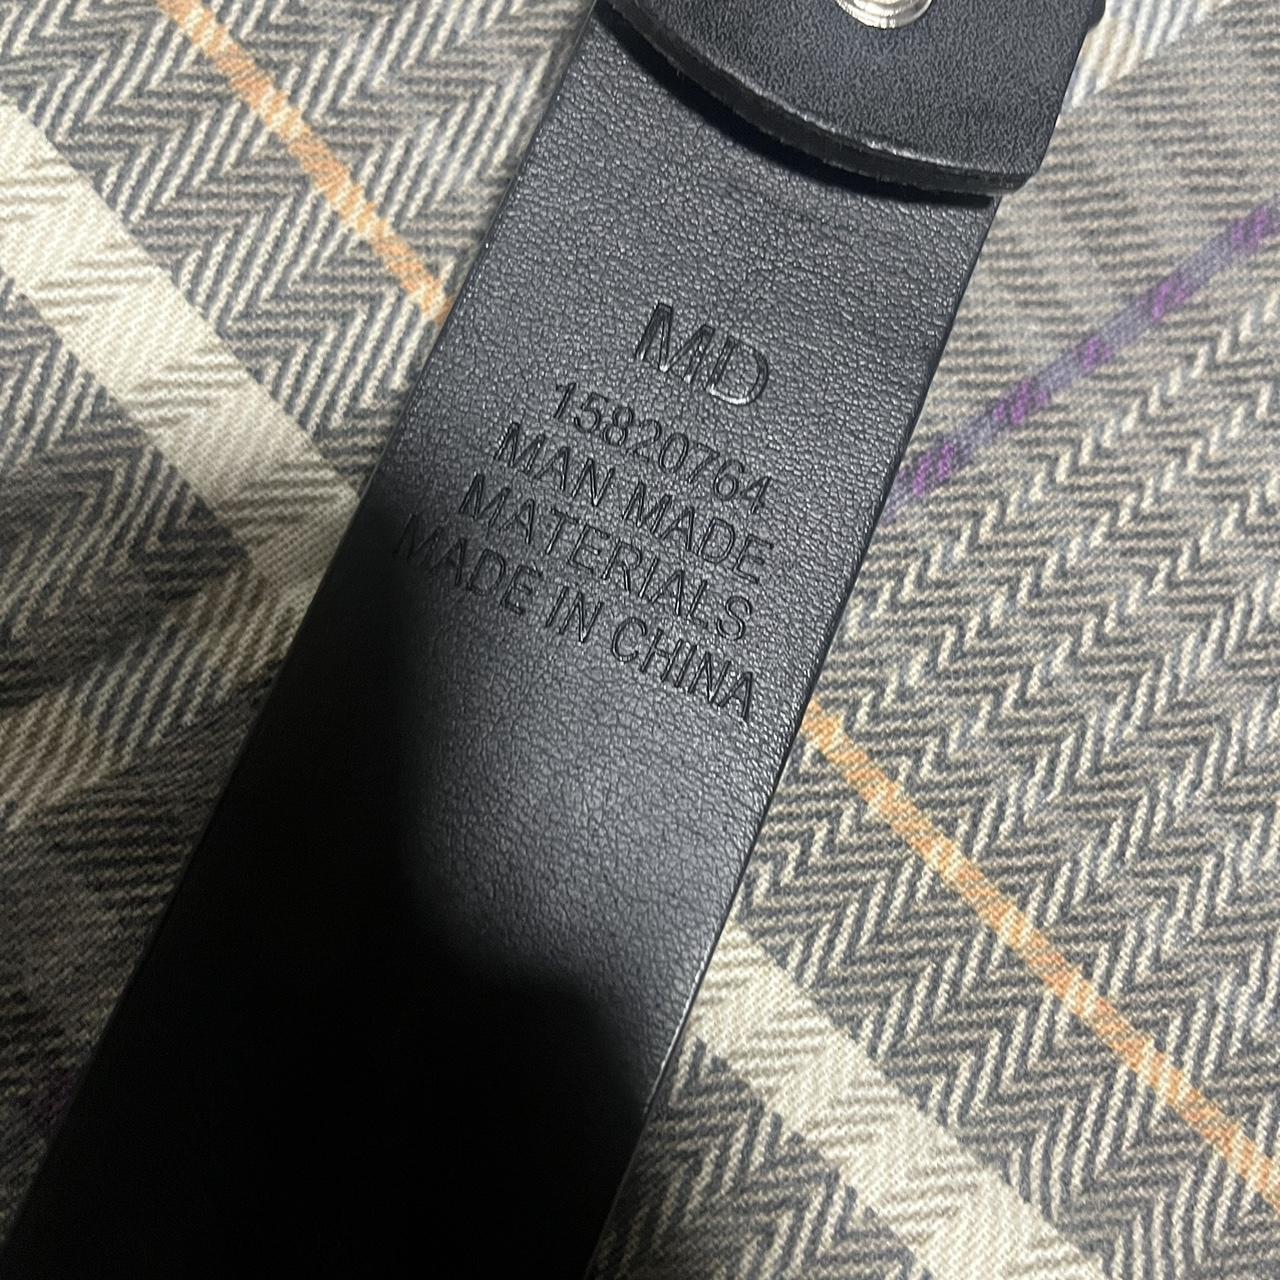 MD
15820764
MAN MADE
MATERIALS
MADE IN CHINA